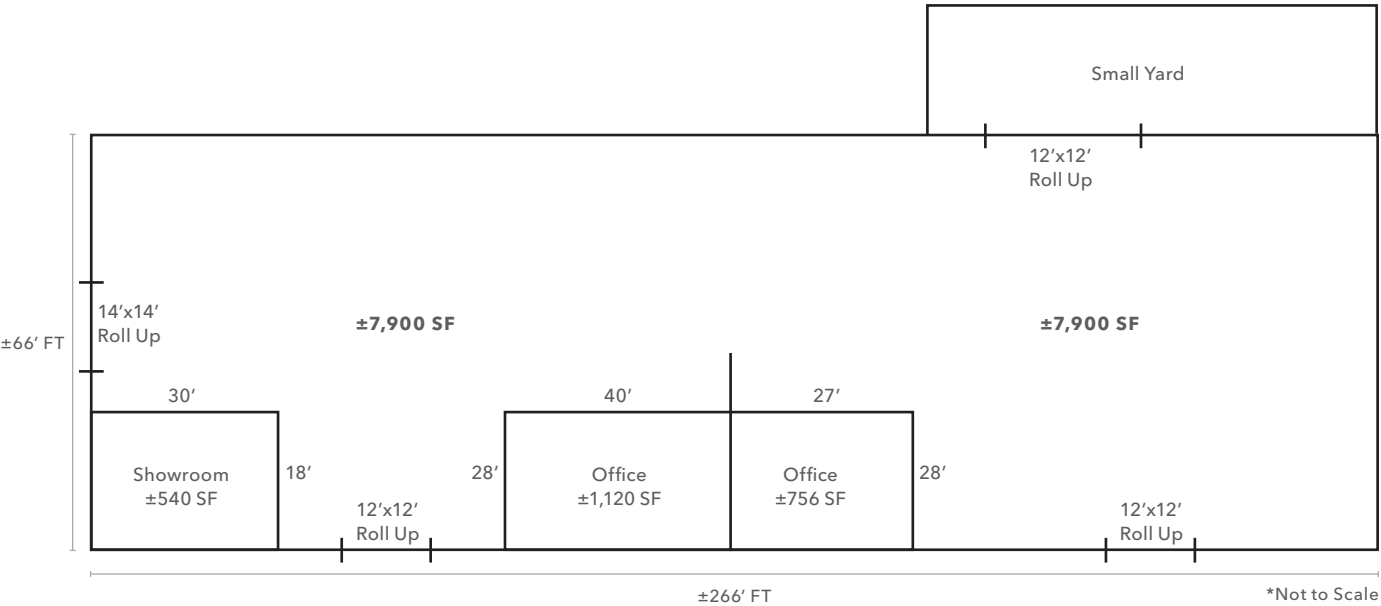 Small Yard
12’x12’
Roll Up
14’x14’
Roll Up
±7,900 SF
±7,900 SF
±66’ FT
30’
40’
27’
Showroom
±540 SF
18’
28’
Office
±1,120 SF
Office
±756 SF
28’
12’x12’
Roll Up
12’x12’
Roll Up
±266’ FT
*Not to Scale